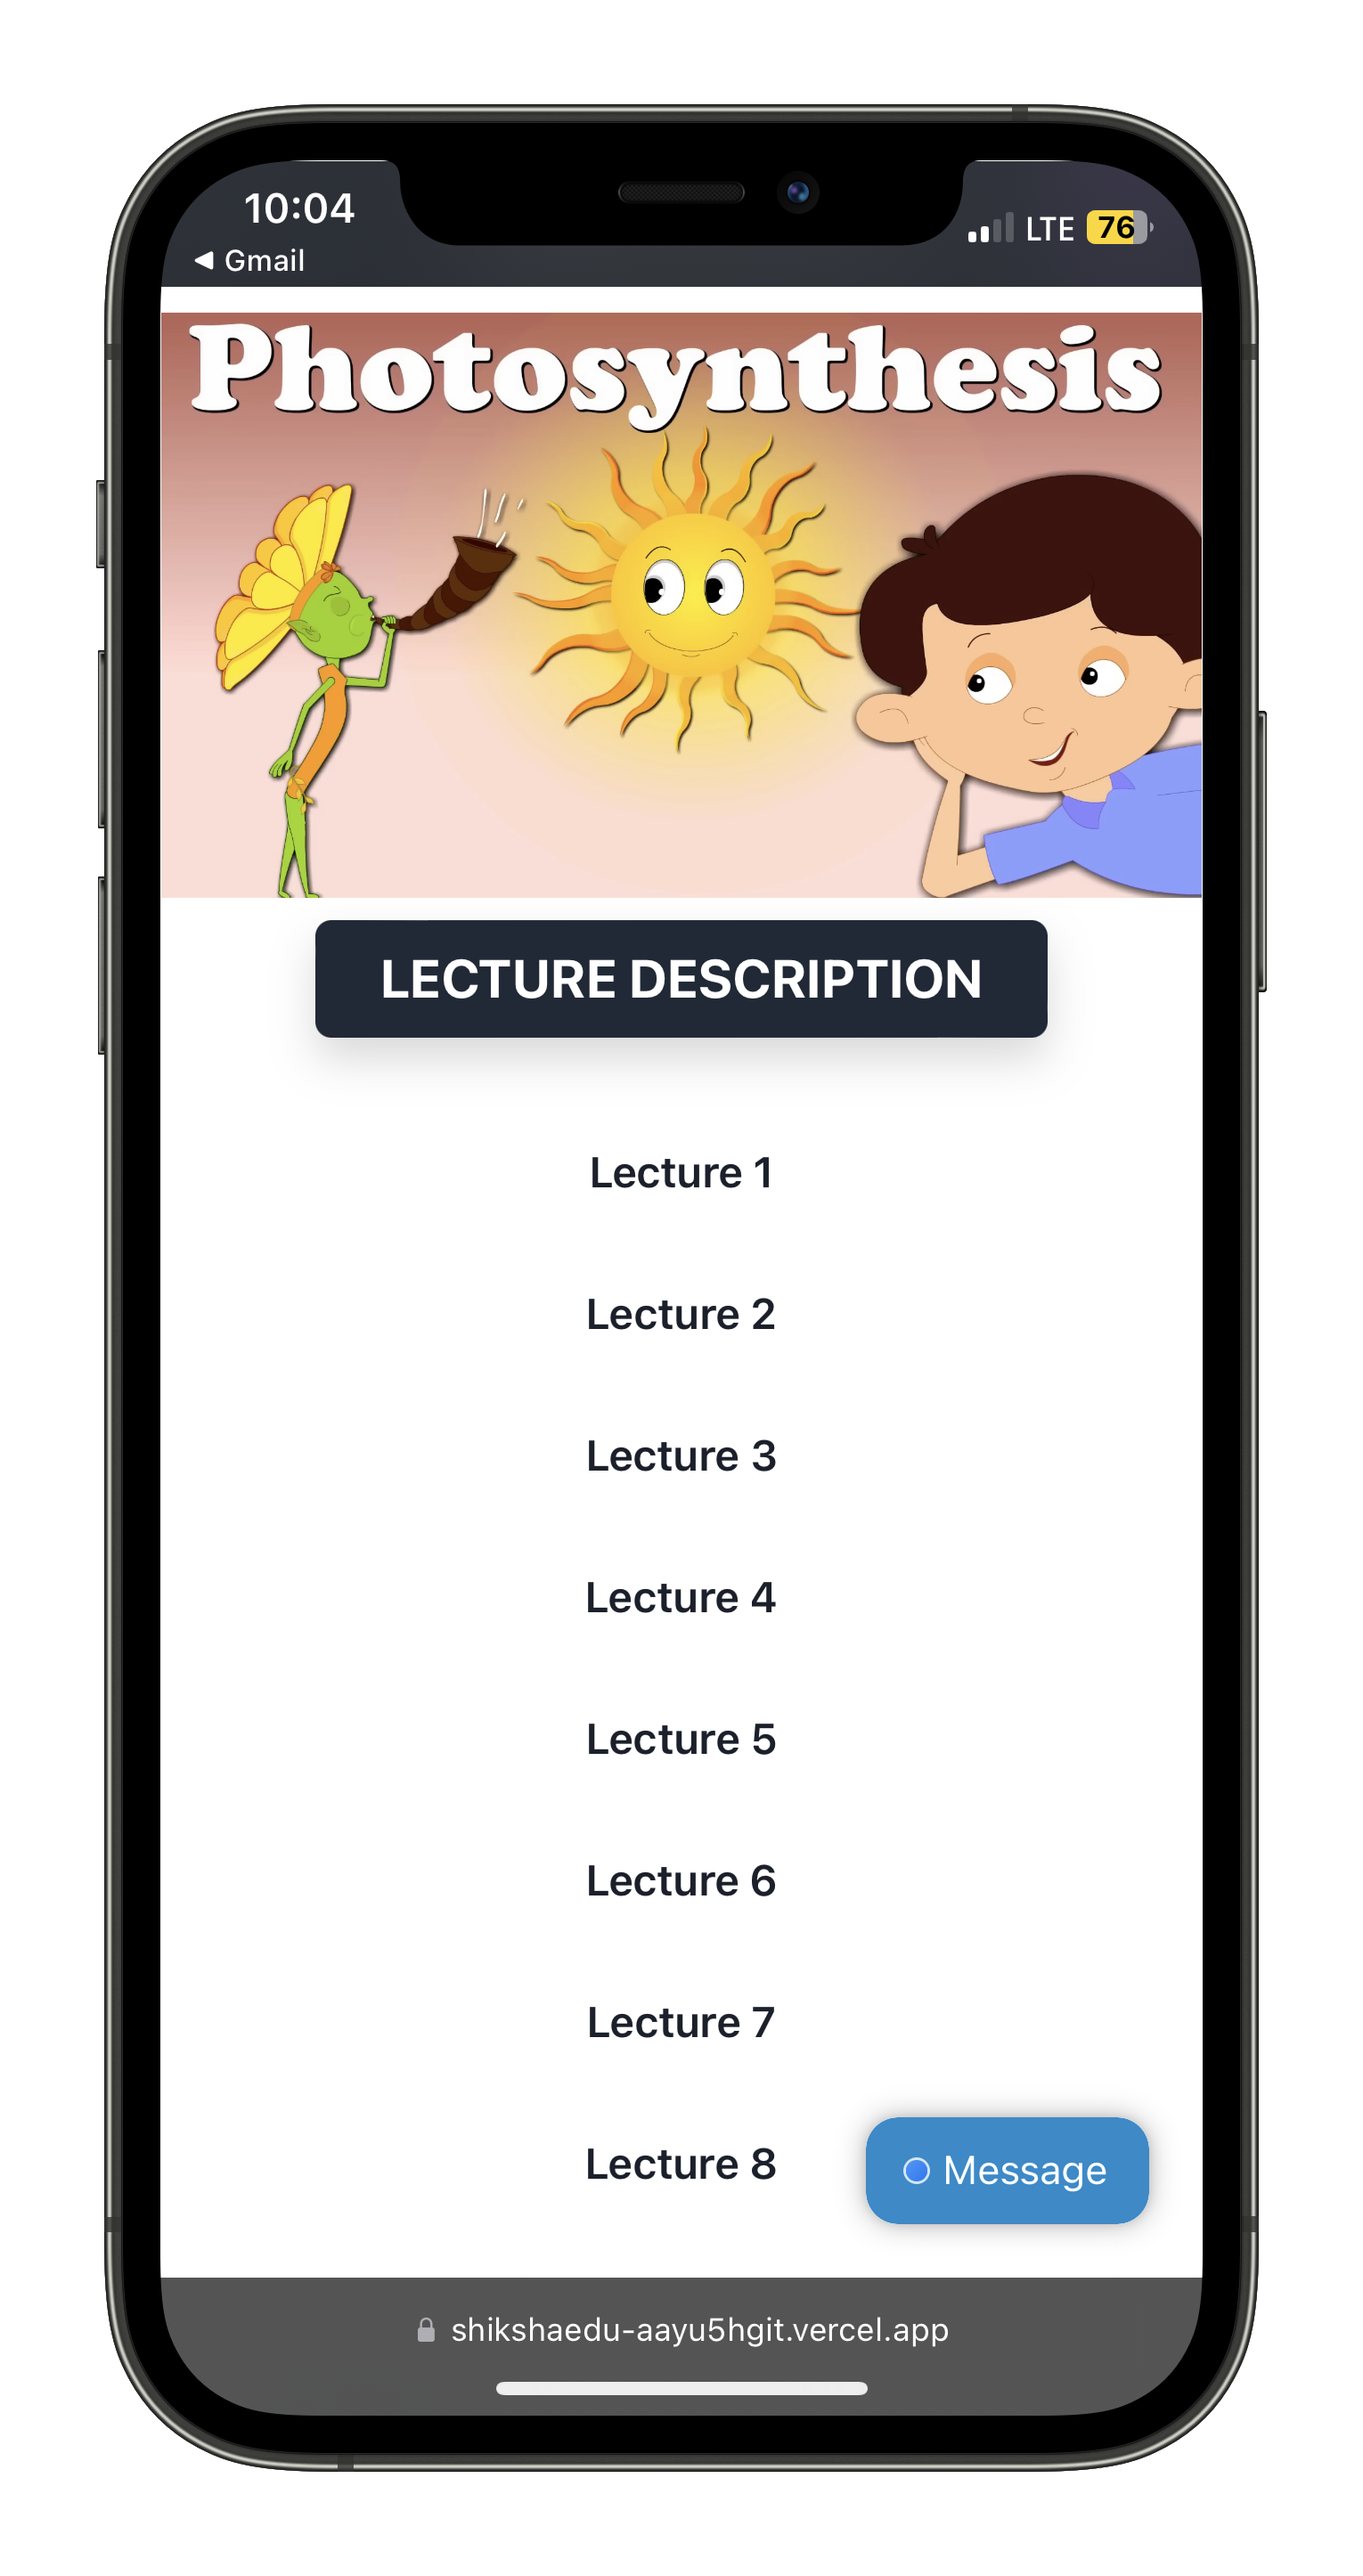 10:04
LTE 76
◀ Gmail
Photosynthesis
LECTURE DESCRIPTION
Lecture 1
Lecture 2
Lecture 3
Lecture 4
Lecture 5
Lecture 6
Lecture 7
Lecture 8
Message
shikshaedu-aayu5hgit.vercel.app